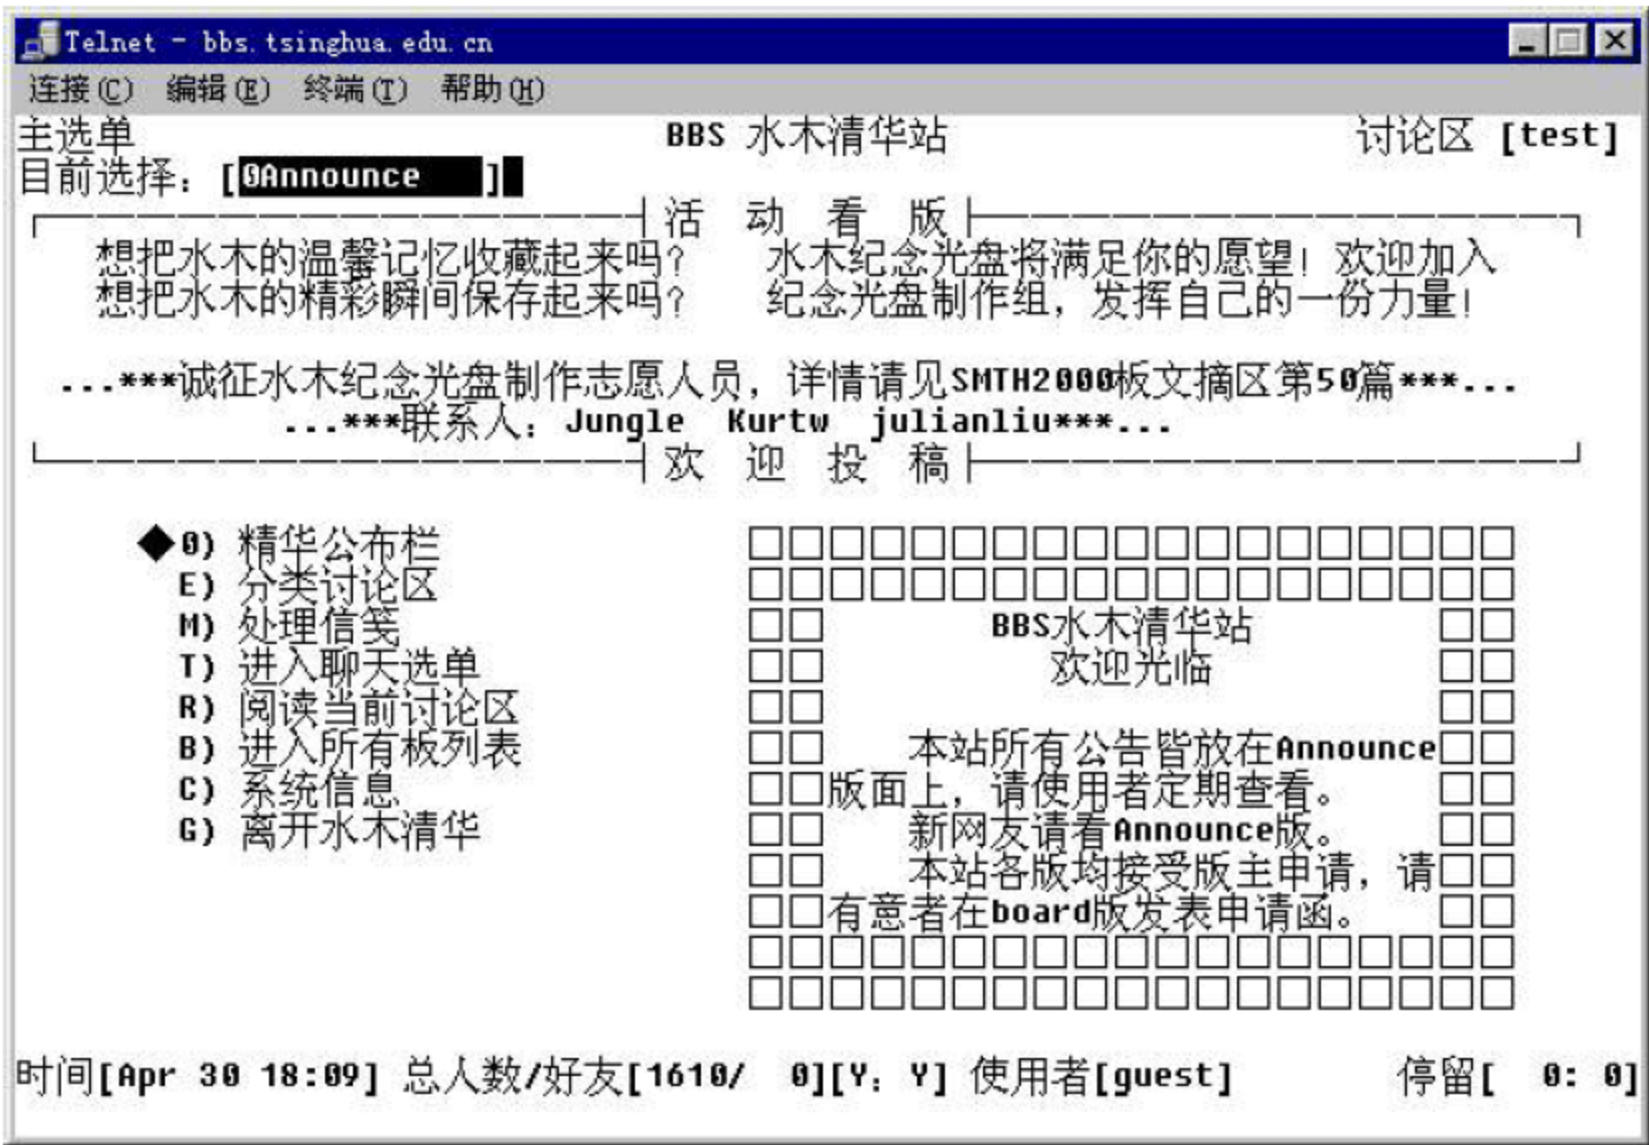 Telnet - bbs.tsinghua.edu.cn
连接(C) 编辑(E) 终端(T) 帮助(H)
主选单 BBS 水木清华站 讨论区 [test]
目前选择：[0Announce ]
活 动 看 版
想把水木的温馨记忆收藏起来吗？ 水木纪念光盘将满足你的愿望！欢迎加入
想把水木的精彩瞬间保存起来吗？ 纪念光盘制作组，发挥自己的一份力量！
...***诚征水木纪念光盘制作志愿人员，详情请见SMTH2000板文摘区第50篇***...
...***联系人：Jungle Kurtw julianliu***...
欢 迎 投 稿
◆0) 精华公布栏
E) 分类讨论区
M) 处理信笺
T) 进入聊天选单
R) 阅读当前讨论区
B) 进入所有板列表
C) 系统信息
G) 离开水木清华
BBS水木清华站
欢迎光临
本站所有公告皆放在Announce
版面上，请使用者定期查看。
新网友请看Announce版。
本站各版均接受版主申请，请
有意者在board版发表申请函。
时间[Apr 30 18:09] 总人数/好友[1610/ 0][Y：Y] 使用者[guest] 停留[ 0: 0]